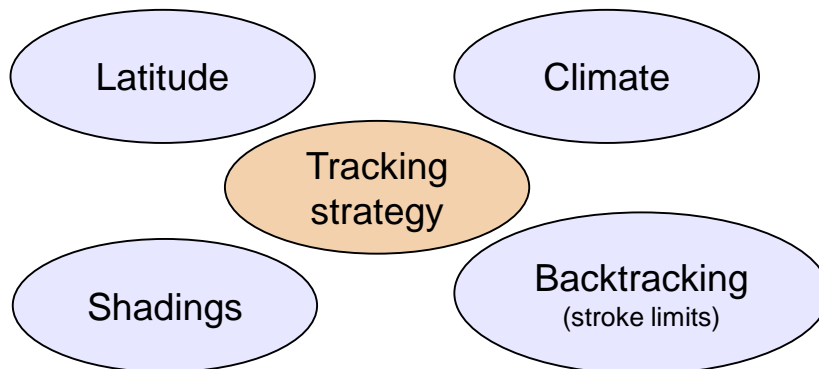 Latitude
Climate
Tracking
strategy
Shadings
Backtracking
(stroke limits)